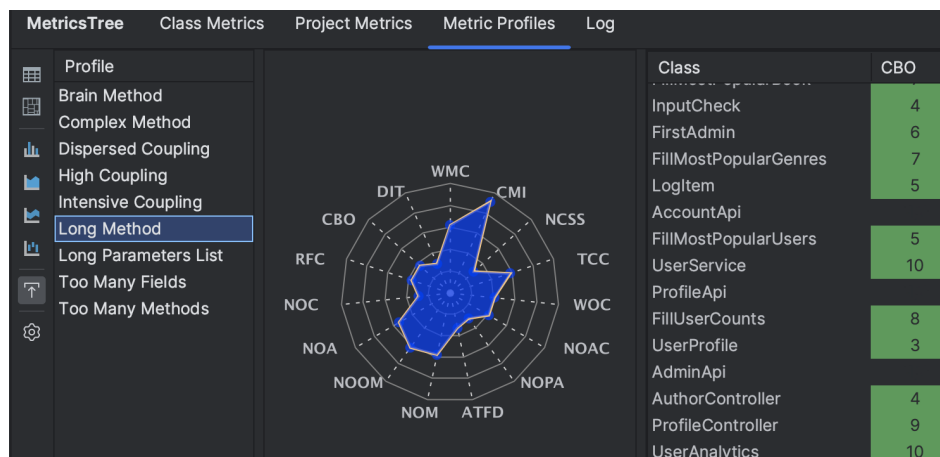 MetricsTree Class Metrics Project Metrics Metric Profiles Log
Profile
Brain Method
Complex Method
Dispersed Coupling
High Coupling
Intensive Coupling
Long Method
Long Parameters List
Too Many Fields
Too Many Methods
WMC
CMI
NCSS
TCC
WOC
NOAC
NOPA
ATFD
NOM
NOOM
NOA
NOC
RFC
CBO
DIT
Class CBO
InputCheck 4
FirstAdmin 6
FillMostPopularGenres 7
LogItem 5
AccountApi
FillMostPopularUsers 5
UserService 10
ProfileApi
FillUserCounts 8
UserProfile 3
AdminApi
AuthorController 4
ProfileController 9
UserAnalytics 10